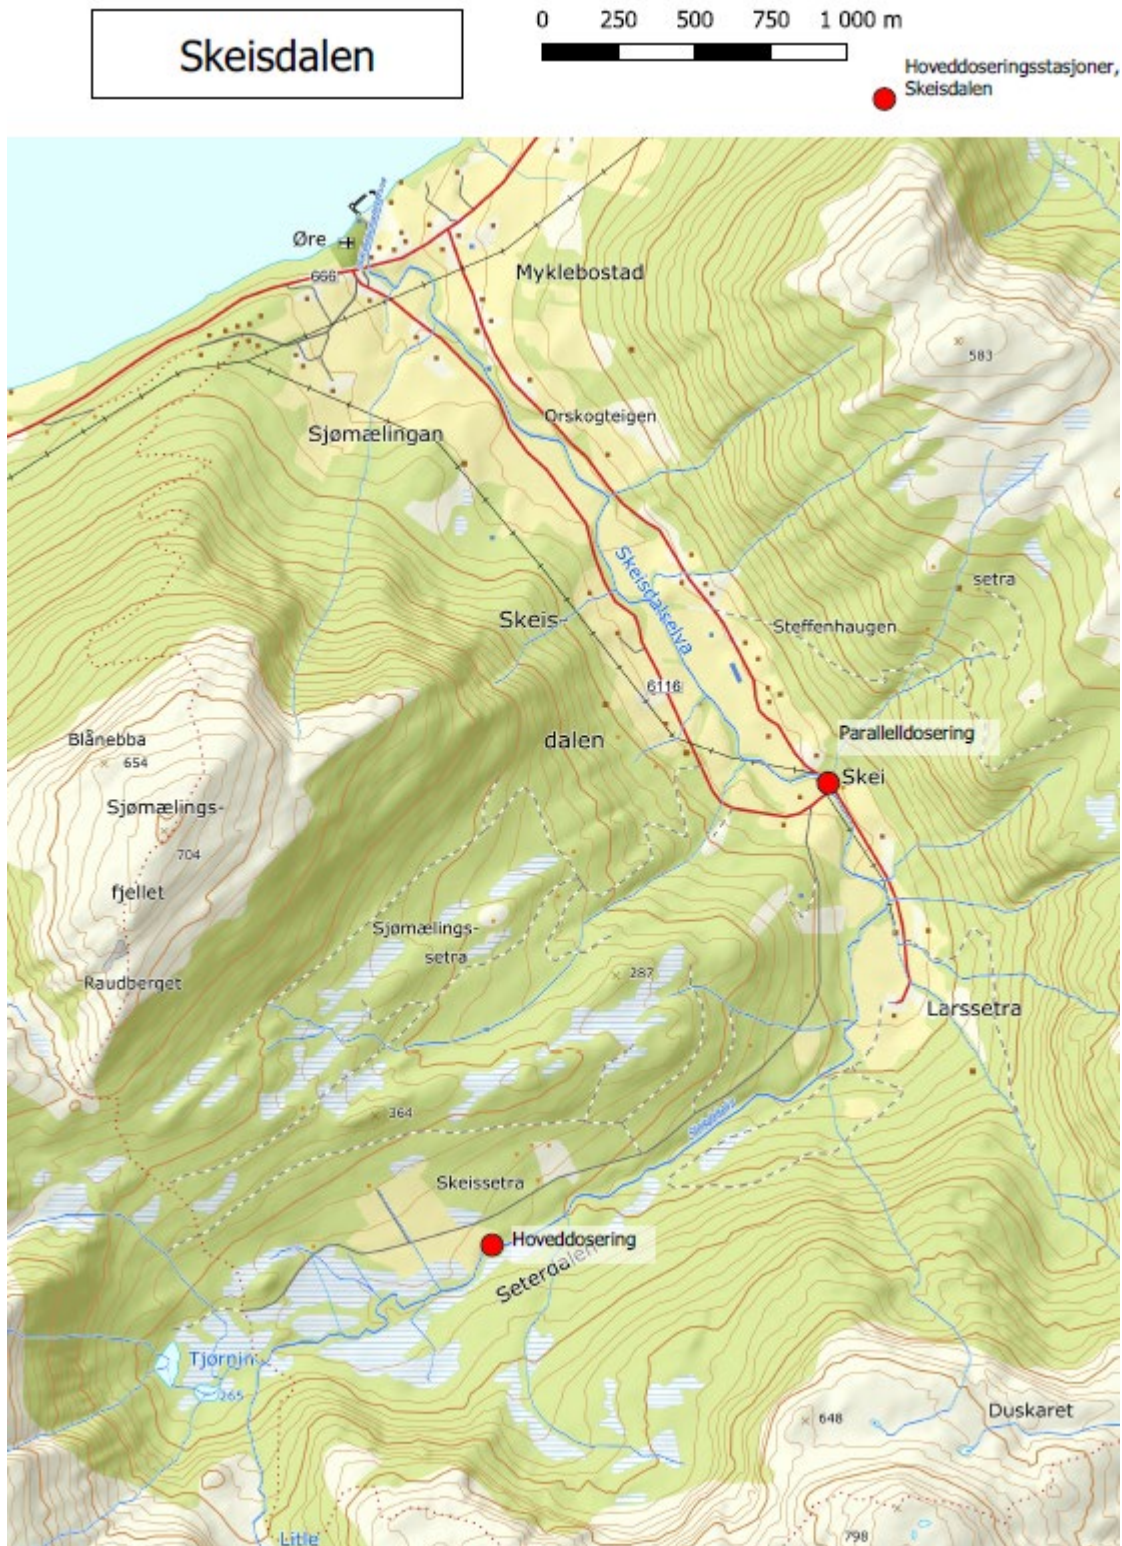 Skeisdalen
0 250 500 750 1 000 m
Hoveddoseringsstasjoner,
Skeisdalen
Øre
666
Myklebostad
583
Orskogteigen
Sjømælingan
Skeisdalselva
setra
Skeis-
Steffenhaugen
6116
Parallelldosering
dalen
Blånebba
654
Skei
Sjømælings-
704
fjellet
Sjømælings-
setra
287
Raudberget
Larssetra
364
Skeissetra
Hoveddosering
Seterdalen
Tjørnin
265
Duskaret
648
798
Litle